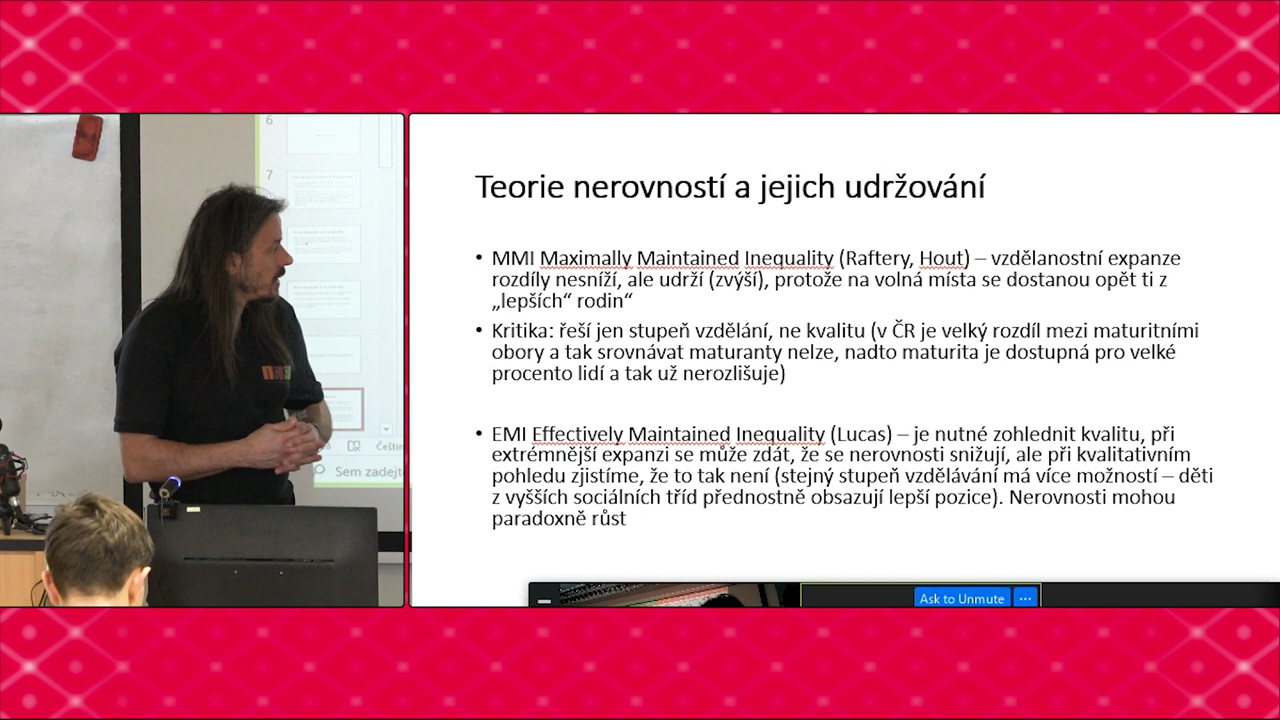 6
7
Češtin
Sem zadejt
Teorie nerovností a jejich udržování
• MMI Maximally Maintained Inequality (Raftery, Hout) – vzdělanostní expanze
rozdíly nesníží, ale udrží (zvýší), protože na volná místa se dostanou opět ti z
„lepších“ rodin“
• Kritika: řeší jen stupeň vzdělání, ne kvalitu (v ČR je velký rozdíl mezi maturitními
obory a tak srovnávat maturanty nelze, nadto maturita je dostupná pro velké
procento lidí a tak už nerozlišuje)
• EMI Effectively Maintained Inequality (Lucas) – je nutné zohlednit kvalitu, při
extrémnější expanzi se může zdát, že se nerovnosti snižují, ale při kvalitativním
pohledu zjistíme, že to tak není (stejný stupeň vzdělávání má více možností – děti
z vyšších sociálních tříd přednostně obsazují lepší pozice). Nerovnosti mohou
paradoxně růst
Ask to Unmute